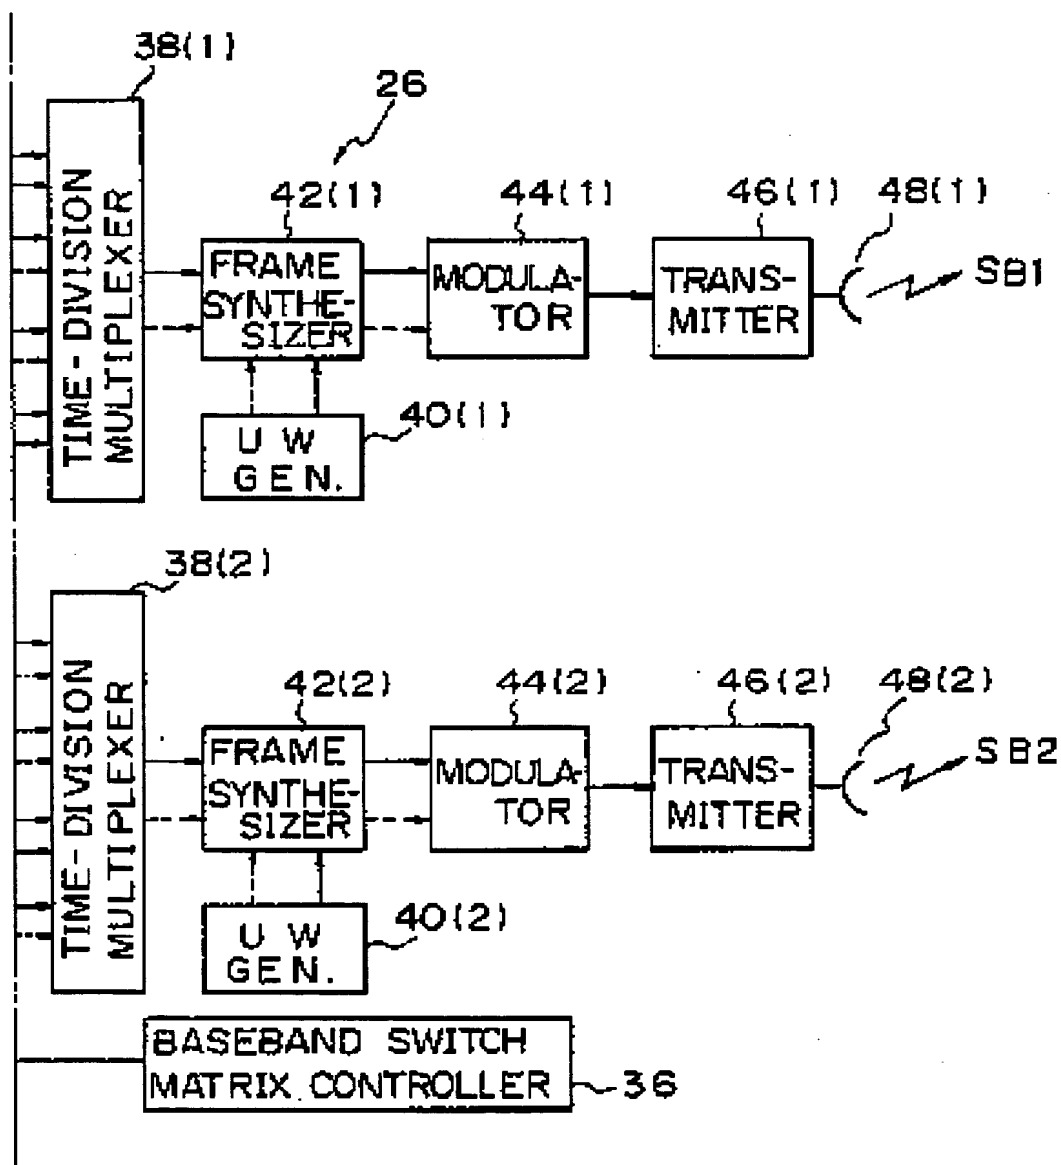 38(1)
26
42(1)
44(1)
46(1)
48(1)
TIME-DIVISION
MULTIPLEXER
FRAME
SYNTHE-
SIZER
MODULA-
TOR
TRANS-
MITTER
SB1
40(1)
U W
GEN.
38(2)
42(2)
44(2)
46(2)
48(2)
TIME-DIVISION
MULTIPLEXER
FRAME
SYNTHE-
SIZER
MODULA-
TOR
TRANS-
MITTER
SB2
40(2)
U W
GEN.
BASEBAND SWITCH
MATRIX CONTROLLER
36